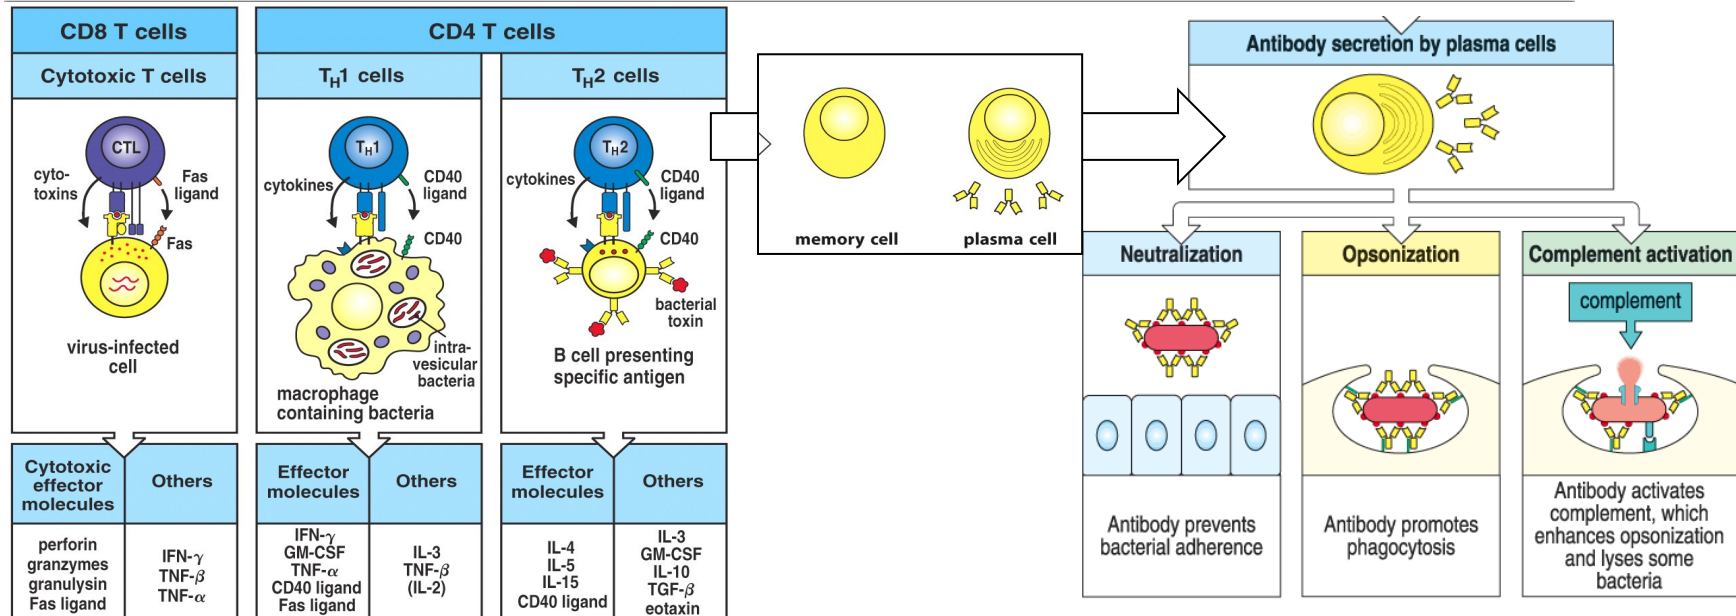 CD8 T cells
Cytotoxic T cells
CTL
cyto-
toxins
Fas
ligand
Fas
virus-infected
cell
Cytotoxic
effector
molecules
Others
perforin
granzymes
granulysin
Fas ligand
IFN-γ
TNF-β
TNF-α
CD4 T cells
TH1 cells
TH1
cytokines
CD40
ligand
CD40
intra-
vesicular
bacteria
macrophage
containing bacteria
Effector
molecules
Others
IFN-γ
GM-CSF
TNF-α
CD40 ligand
Fas ligand
IL-3
TNF-β
(IL-2)
TH2 cells
TH2
cytokines
CD40
ligand
CD40
bacterial
toxin
B cell presenting
specific antigen
Effector
molecules
Others
IL-4
IL-5
IL-15
CD40 ligand
IL-3
GM-CSF
IL-10
TGF-β
eotaxin
memory cell
plasma cell
Antibody secretion by plasma cells
Neutralization
Antibody prevents
bacterial adherence
Opsonization
Antibody promotes
phagocytosis
Complement activation
complement
Antibody activates
complement, which
enhances opsonization
and lyses some
bacteria